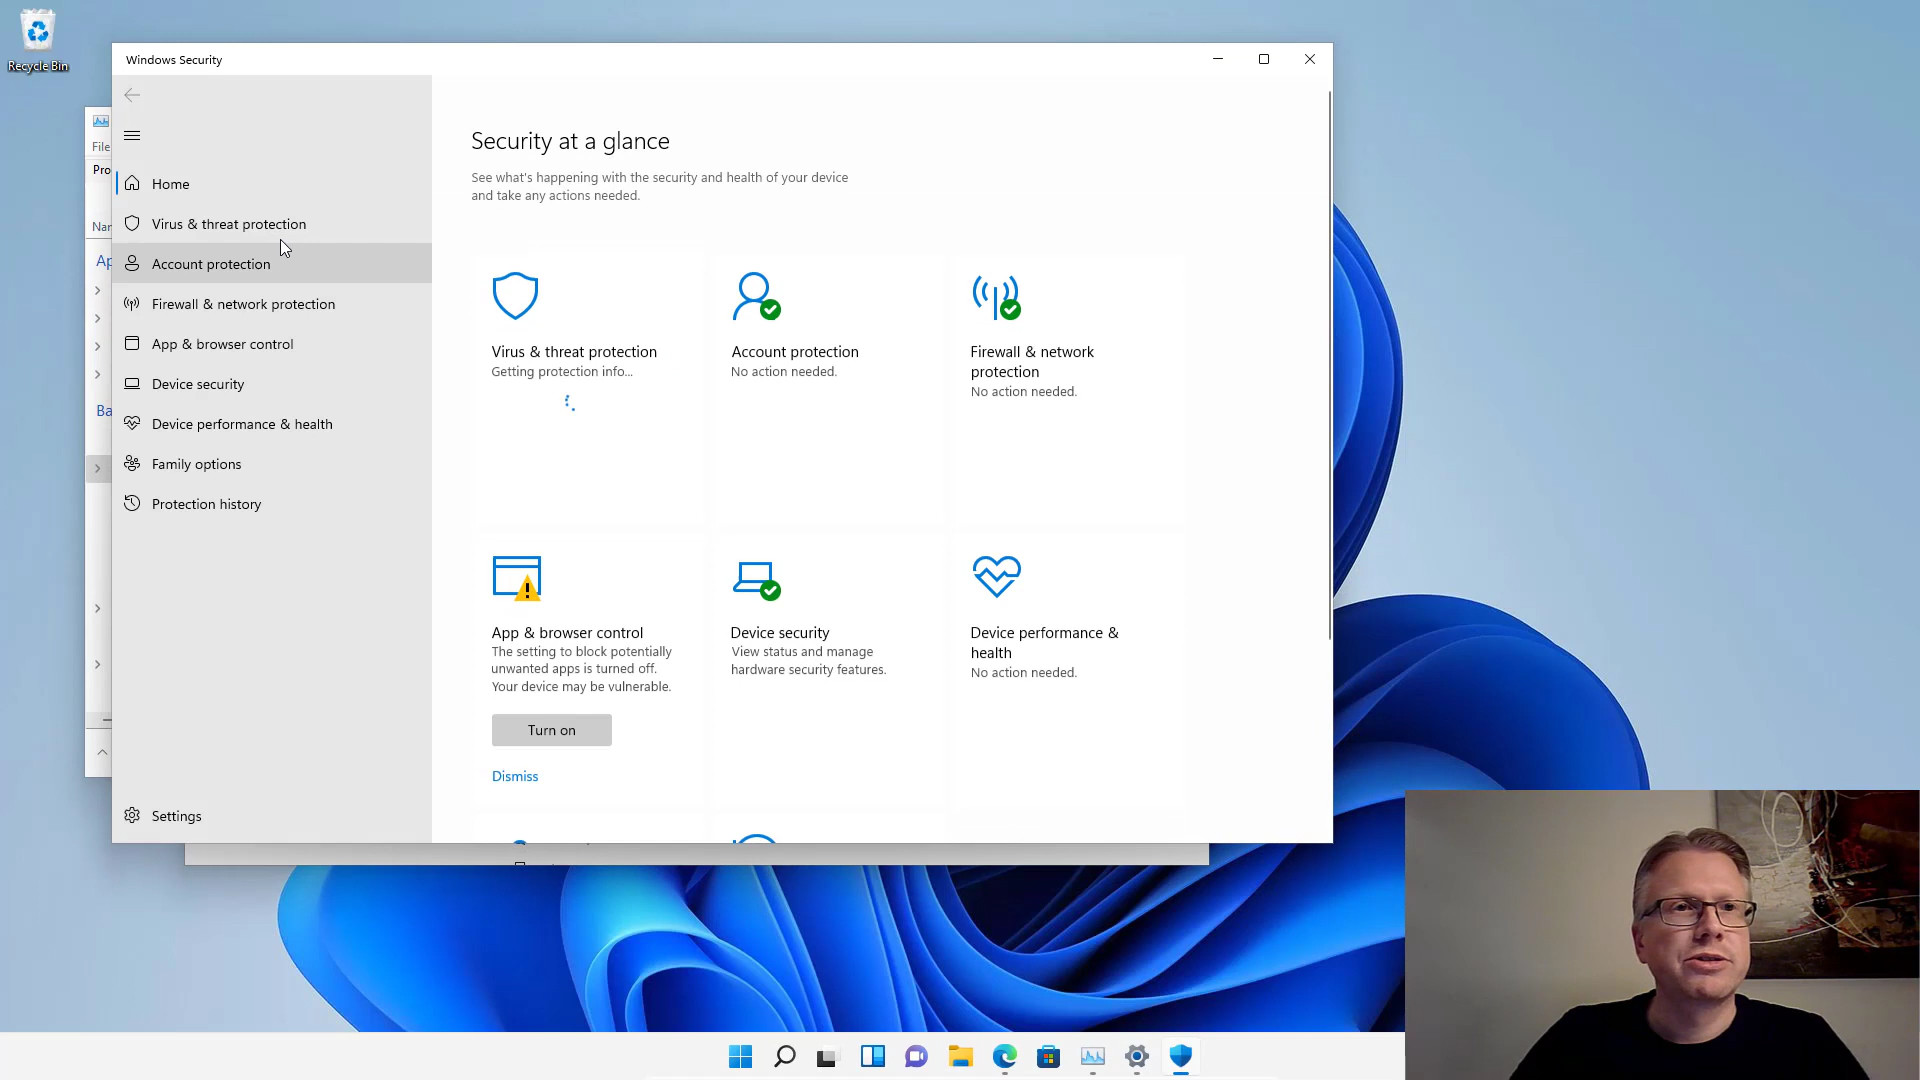 Recycle Bin
Windows Security
File
Pro
Nar
Ap
Ba
Home
Virus & threat protection
Account protection
Firewall & network protection
App & browser control
Device security
Device performance & health
Family options
Protection history
Settings
Security at a glance
See what's happening with the security and health of your device
and take any actions needed.
Virus & threat protection
Getting protection info...
Account protection
No action needed.
Firewall & network
protection
No action needed.
App & browser control
The setting to block potentially
unwanted apps is turned off.
Your device may be vulnerable.
Turn on
Dismiss
Device security
View status and manage
hardware security features.
Device performance &
health
No action needed.